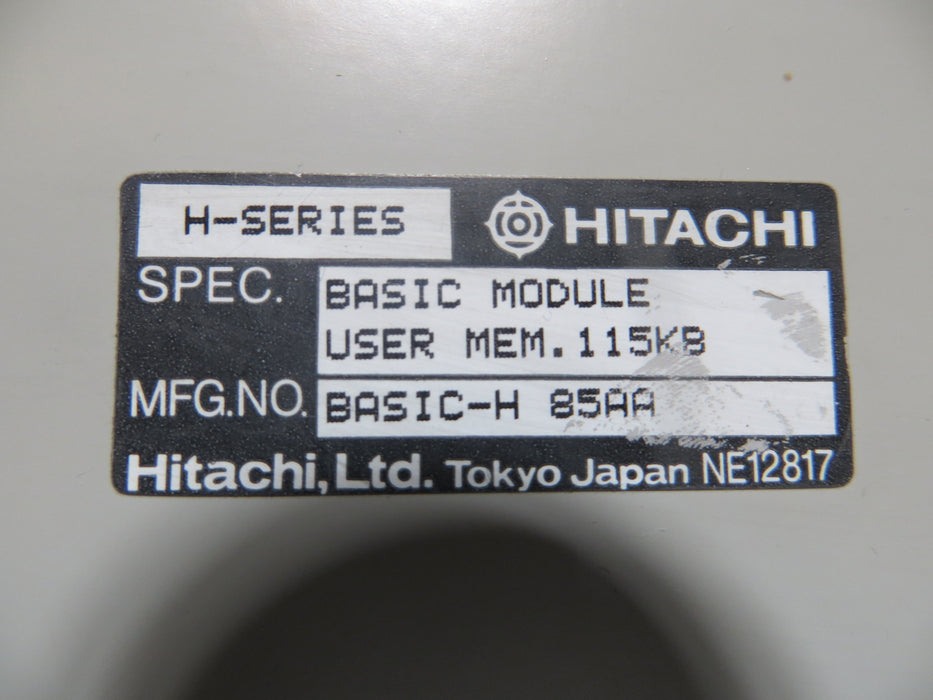 H-SERIES HITACHI
SPEC. BASIC MODULE
USER MEM.115KB
MFG.NO. BASIC-H 85AA
Hitachi,Ltd. Tokyo Japan NE12817